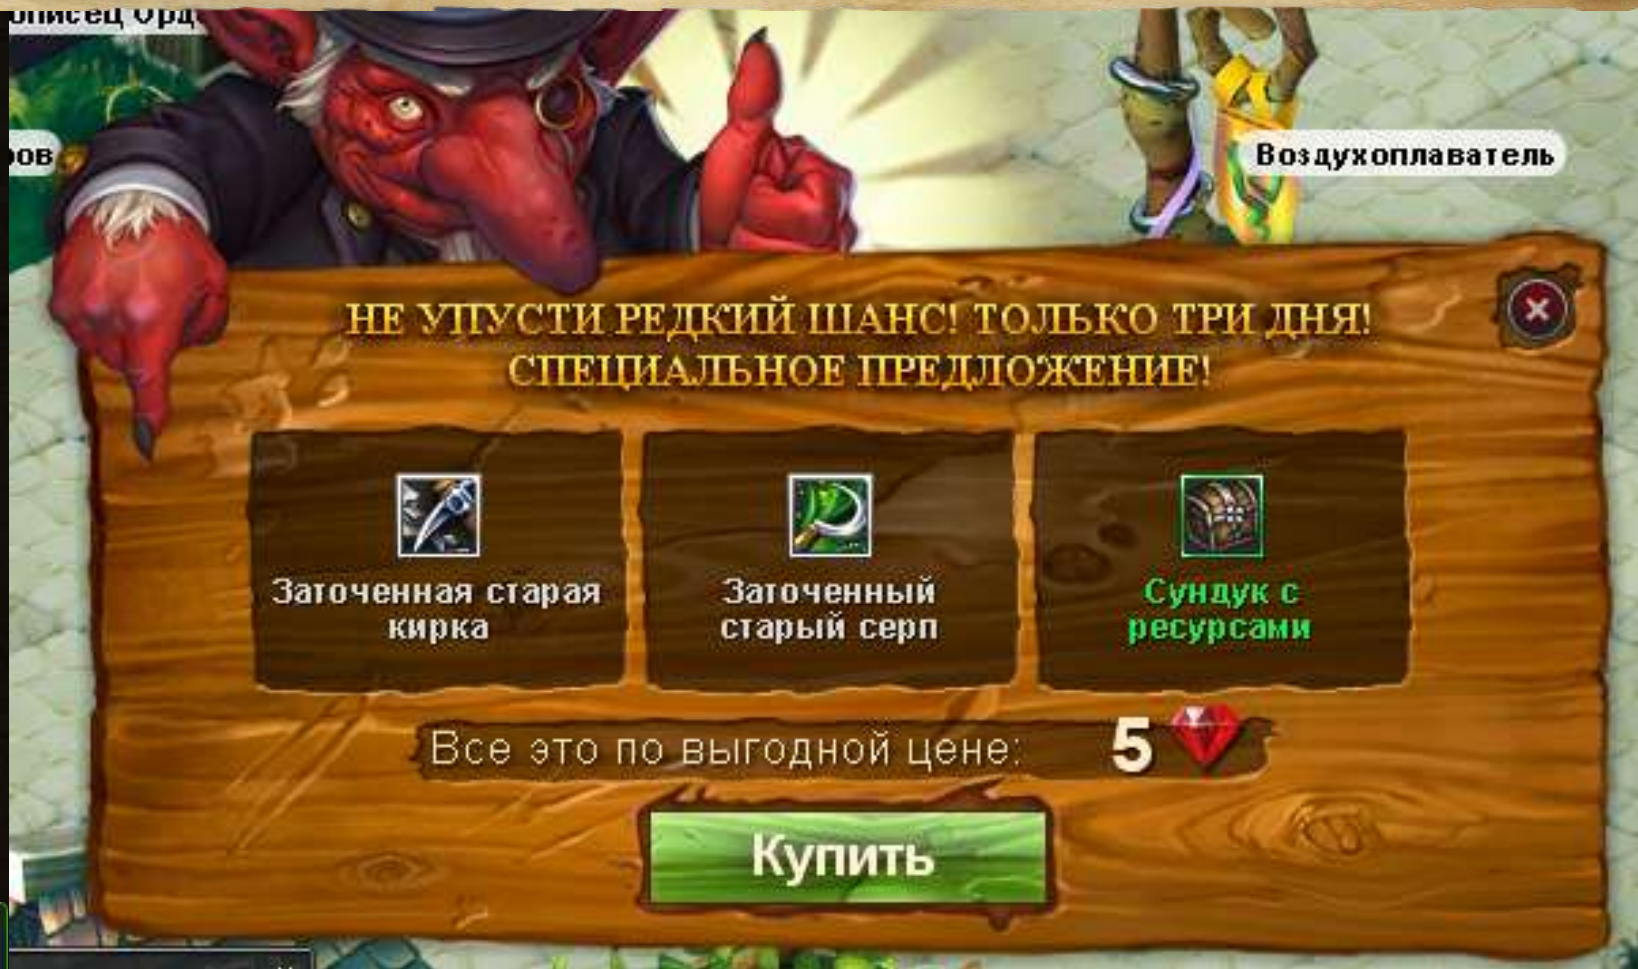 ров
Воздухоплаватель
НЕ УПУСТИ РЕДКИЙ ШАНС! ТОЛЬКО ТРИ ДНЯ!
СПЕЦИАЛЬНОЕ ПРЕДЛОЖЕНИЕ!
Заточенная старая
кирка
Заточенный
старый серп
Сундук с
ресурсами
Все это по выгодной цене: 5
Купить